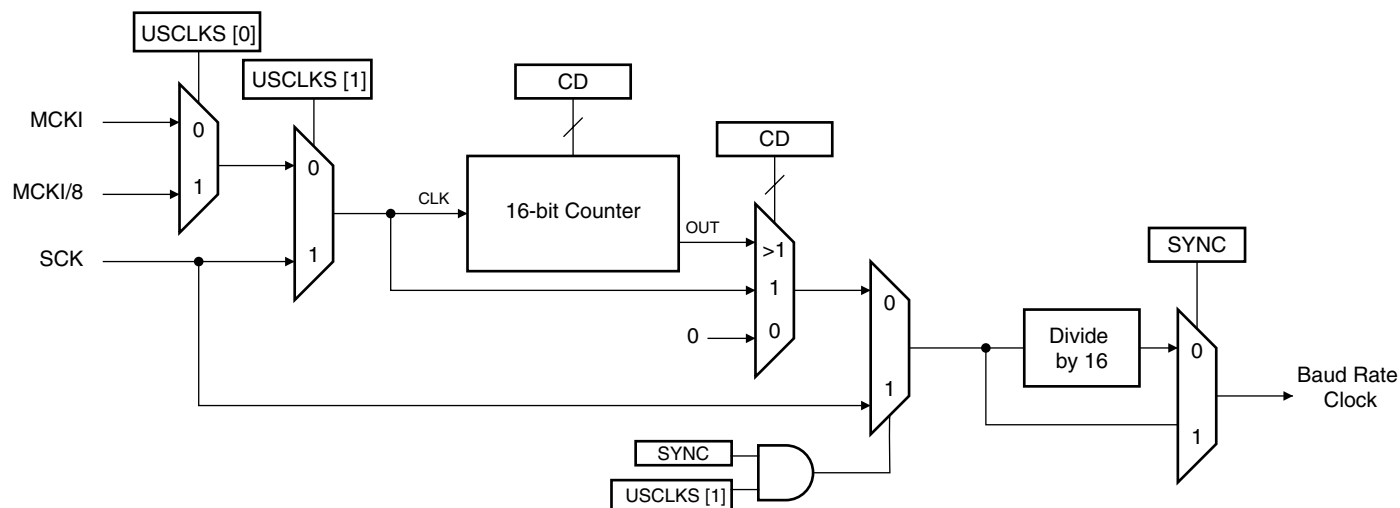 USCLKS [0]
USCLKS [1]
CD
CD
MCKI
0
0
MCKI/8
1
CLK
16-bit Counter
OUT
SYNC
SCK
1
>1
1
0
0
0
Divide
by 16
0
Baud Rate
Clock
1
1
SYNC
USCLKS [1]